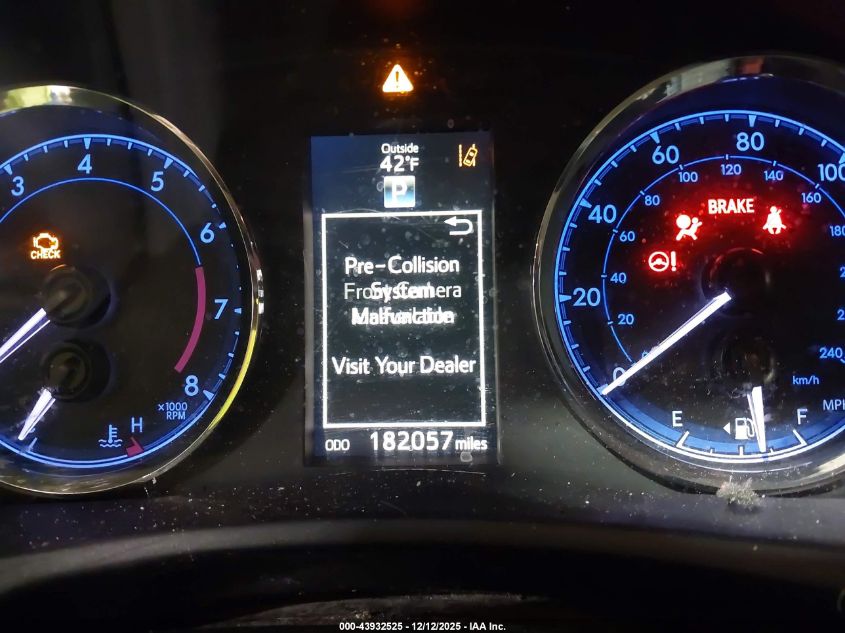 Outside
42°F
P
Pre-Collision
System
Front Camera
Malfunction
Unavailable
Visit Your Dealer
ODO 182057 miles
3 4 5 6 7 8
x1000
RPM
CHECK
H
0 20 40 60 80 100
20 40 60 80 100 120 140 160 180 240
BRAKE
km/h
MPH
E F
000-43932525 - 12/12/2025 - IAA Inc.